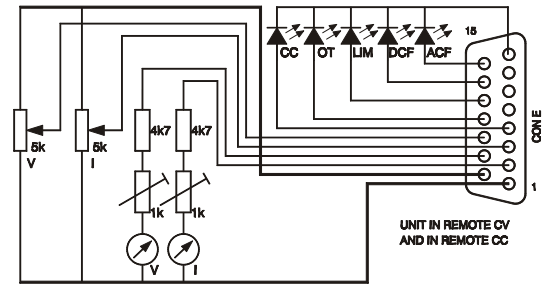 15
CC OT LIM DCF ACF
CON E
4k7 4k7
5k 5k
V I
1k 1k
1
V I
UNIT IN REMOTE CV
AND IN REMOTE CC